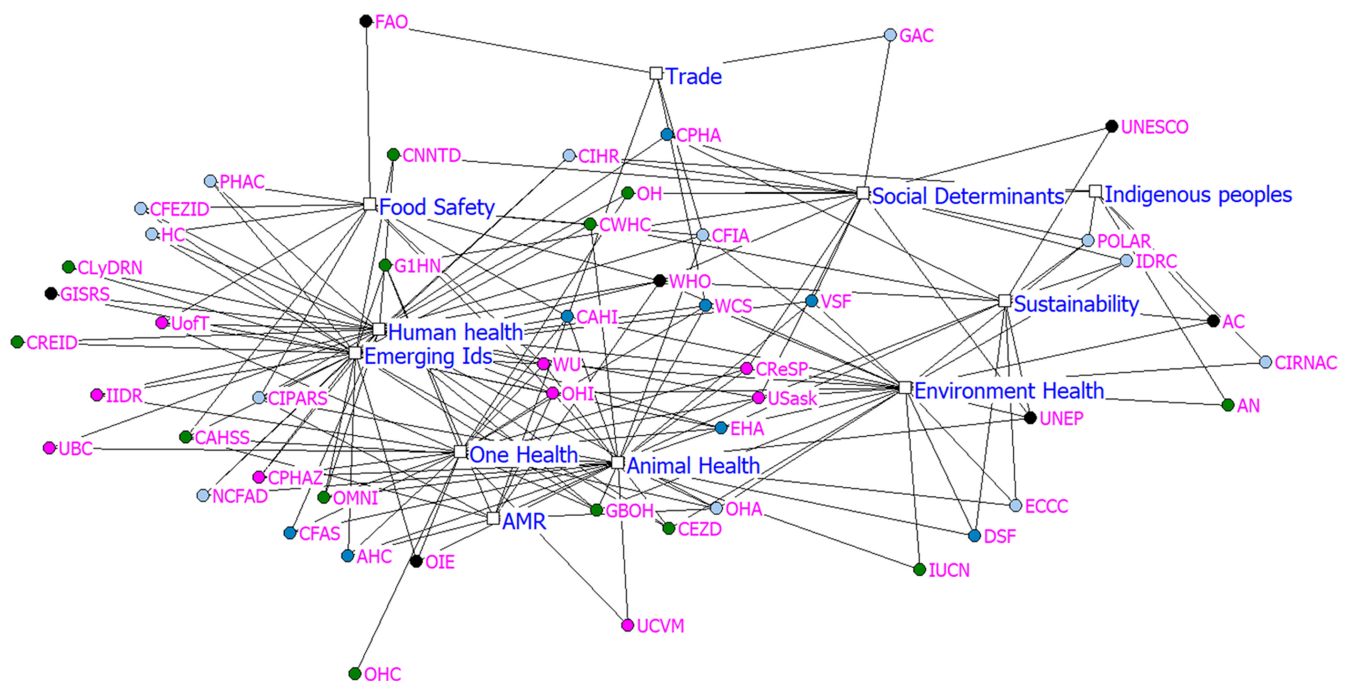 FAO
GAC
Trade
UNESCO
CPHA
CNNTD
CIHR
PHAC
OH
Social Determinants
Indigenous peoples
CFEZID
Food Safety
HC
CWHC
CFIA
POLAR
IDRC
CLyDRN
G1HN
WHO
GISRS
WCS
VSF
Sustainability
UofT
CAHI
AC
Human health
CREID
Emerging Ids
WU
CReSP
CIRNAC
IIDR
CIPARS
OHI
USask
Environment Health
AN
UNEP
CAHSS
EHA
UBC
One Health
Animal Health
CPHAZ
NCFAD
OMNI
GBOH
OHA
ECCC
AMR
CEZD
CFAS
DSF
AHC
OIE
IUCN
UCVM
OHC